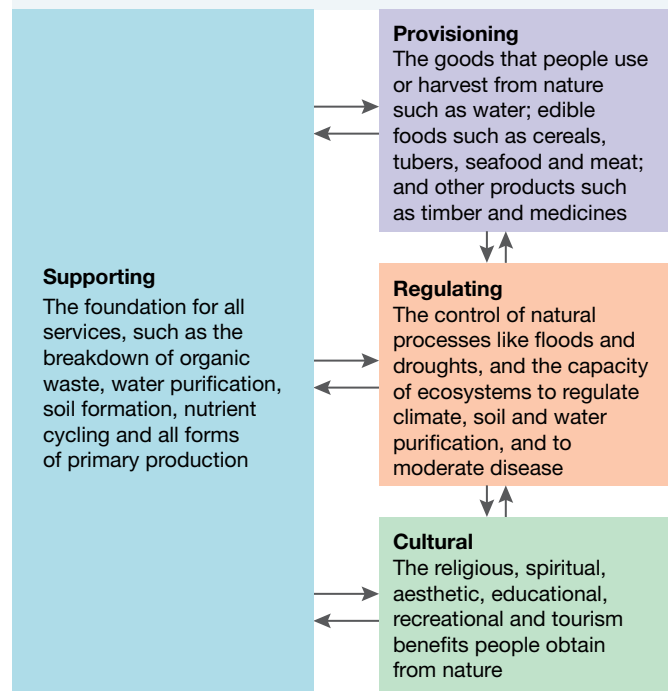 Supporting
The foundation for all
services, such as the
breakdown of organic
waste, water purification,
soil formation, nutrient
cycling and all forms
of primary production
Provisioning
The goods that people use
or harvest from nature
such as water; edible
foods such as cereals,
tubers, seafood and meat;
and other products such
as timber and medicines
Regulating
The control of natural
processes like floods and
droughts, and the capacity
of ecosystems to regulate
climate, soil and water
purification, and to
moderate disease
Cultural
The religious, spiritual,
aesthetic, educational,
recreational and tourism
benefits people obtain
from nature